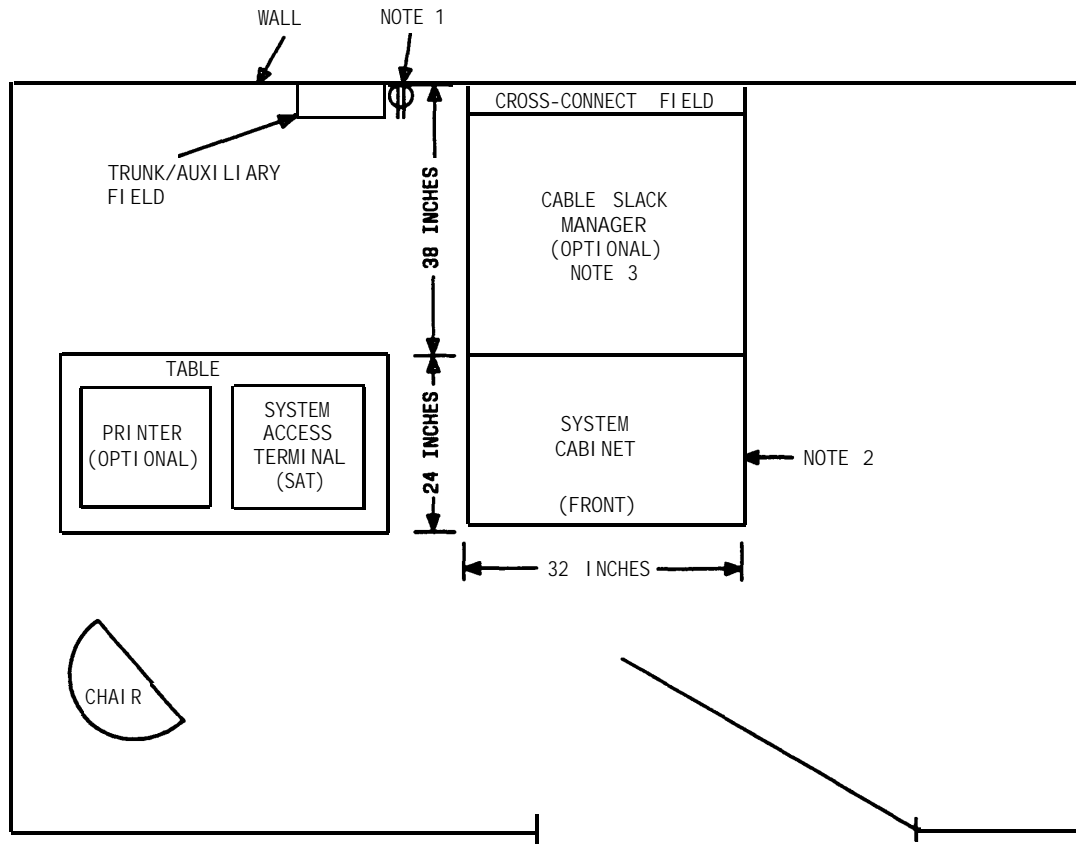 WALL
NOTE 1
CROSS-CONNECT FIELD
TRUNK/AUXILIARY
FIELD
38 INCHES
CABLE SLACK
MANAGER
(OPTIONAL)
NOTE 3
TABLE
PRINTER
(OPTIONAL)
SYSTEM
ACCESS
TERMINAL
(SAT)
24 INCHES
SYSTEM
CABINET
(FRONT)
NOTE 2
32 INCHES
CHAIR